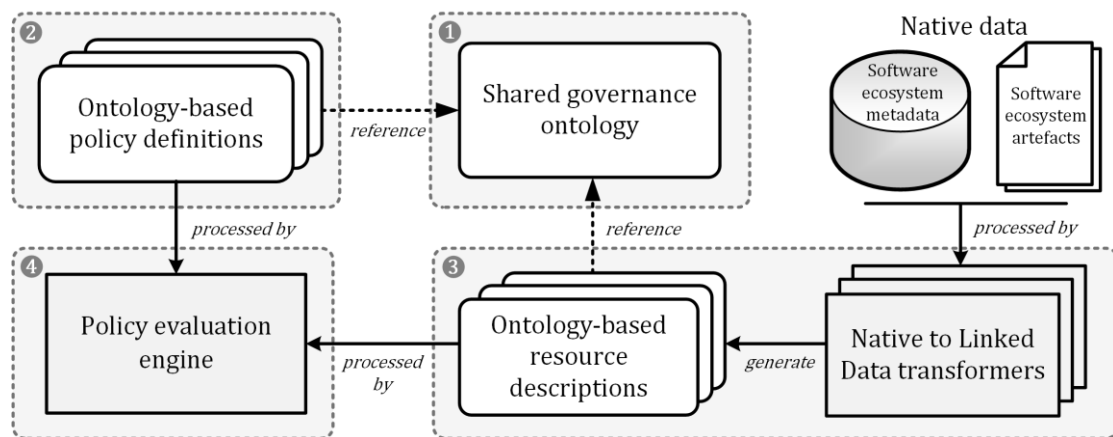 2
Ontology-based
policy definitions
reference
1
Shared governance
ontology
Native data
Software
ecosystem
metadata
Software
ecosystem
artefacts
processed by
reference
processed by
4
Policy evaluation
engine
processed
by
3
Ontology-based
resource
descriptions
generate
Native to Linked
Data transformers